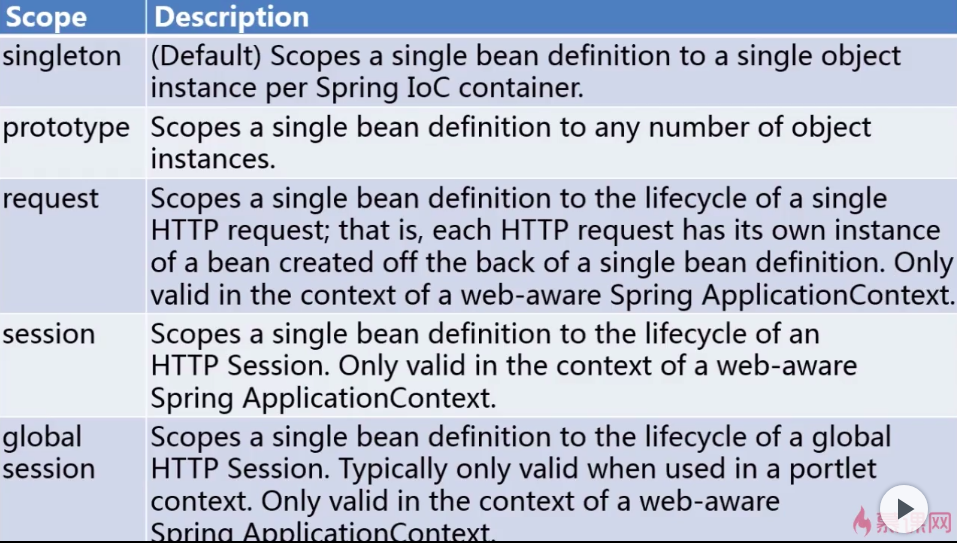 Scope Description
singleton (Default) Scopes a single bean definition to a single object
instance per Spring IoC container.
prototype Scopes a single bean definition to any number of object
instances.
request Scopes a single bean definition to the lifecycle of a single
HTTP request; that is, each HTTP request has its own instance
of a bean created off the back of a single bean definition. Only
valid in the context of a web-aware Spring ApplicationContext.
session Scopes a single bean definition to the lifecycle of an
HTTP Session. Only valid in the context of a web-aware
Spring ApplicationContext.
global Scopes a single bean definition to the lifecycle of a global
session HTTP Session. Typically only valid when used in a portlet
context. Only valid in the context of a web-aware
Spring ApplicationContext.
慕课网